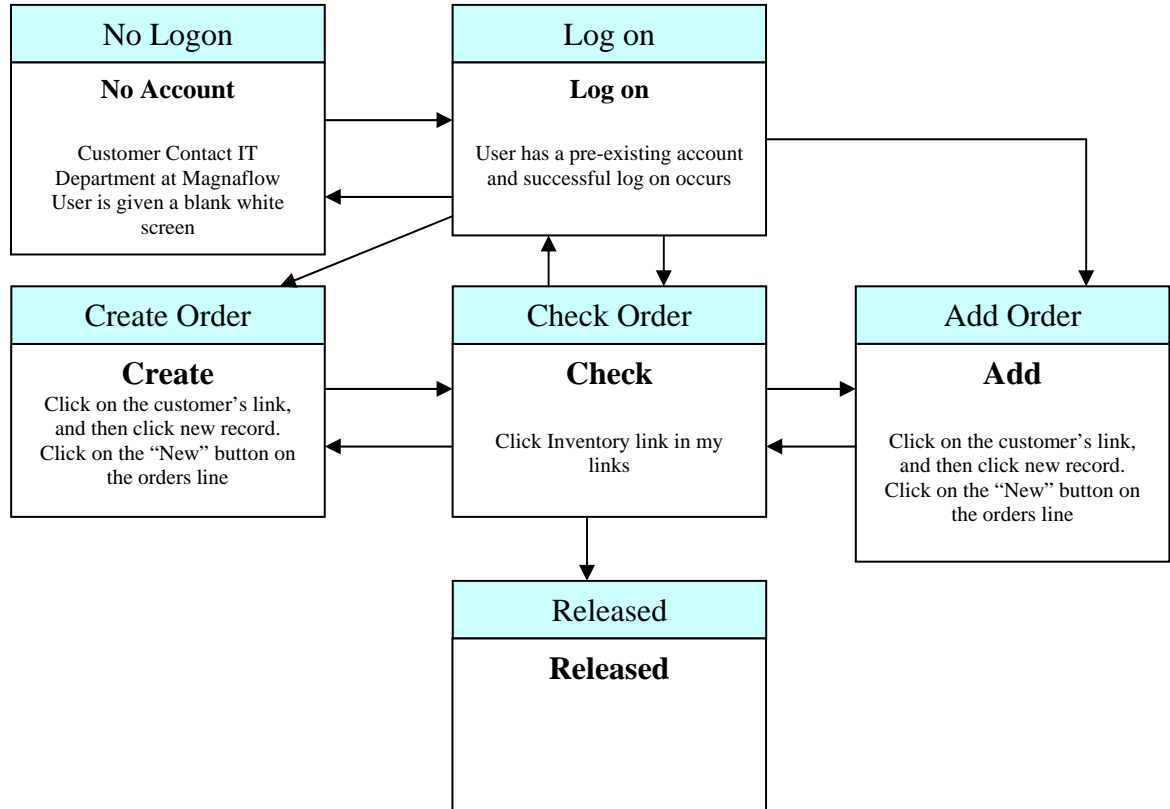 No Logon
No Account
Customer Contact IT
Department at Magnaflow
User is given a blank white
screen
Log on
Log on
User has a pre-existing account
and successful log on occurs
Create Order
Create
Click on the customer’s link,
and then click new record.
Click on the “New” button on
the orders line
Check Order
Check
Click Inventory link in my
links
Add Order
Add
Click on the customer’s link,
and then click new record.
Click on the “New” button on
the orders line
Released
Released